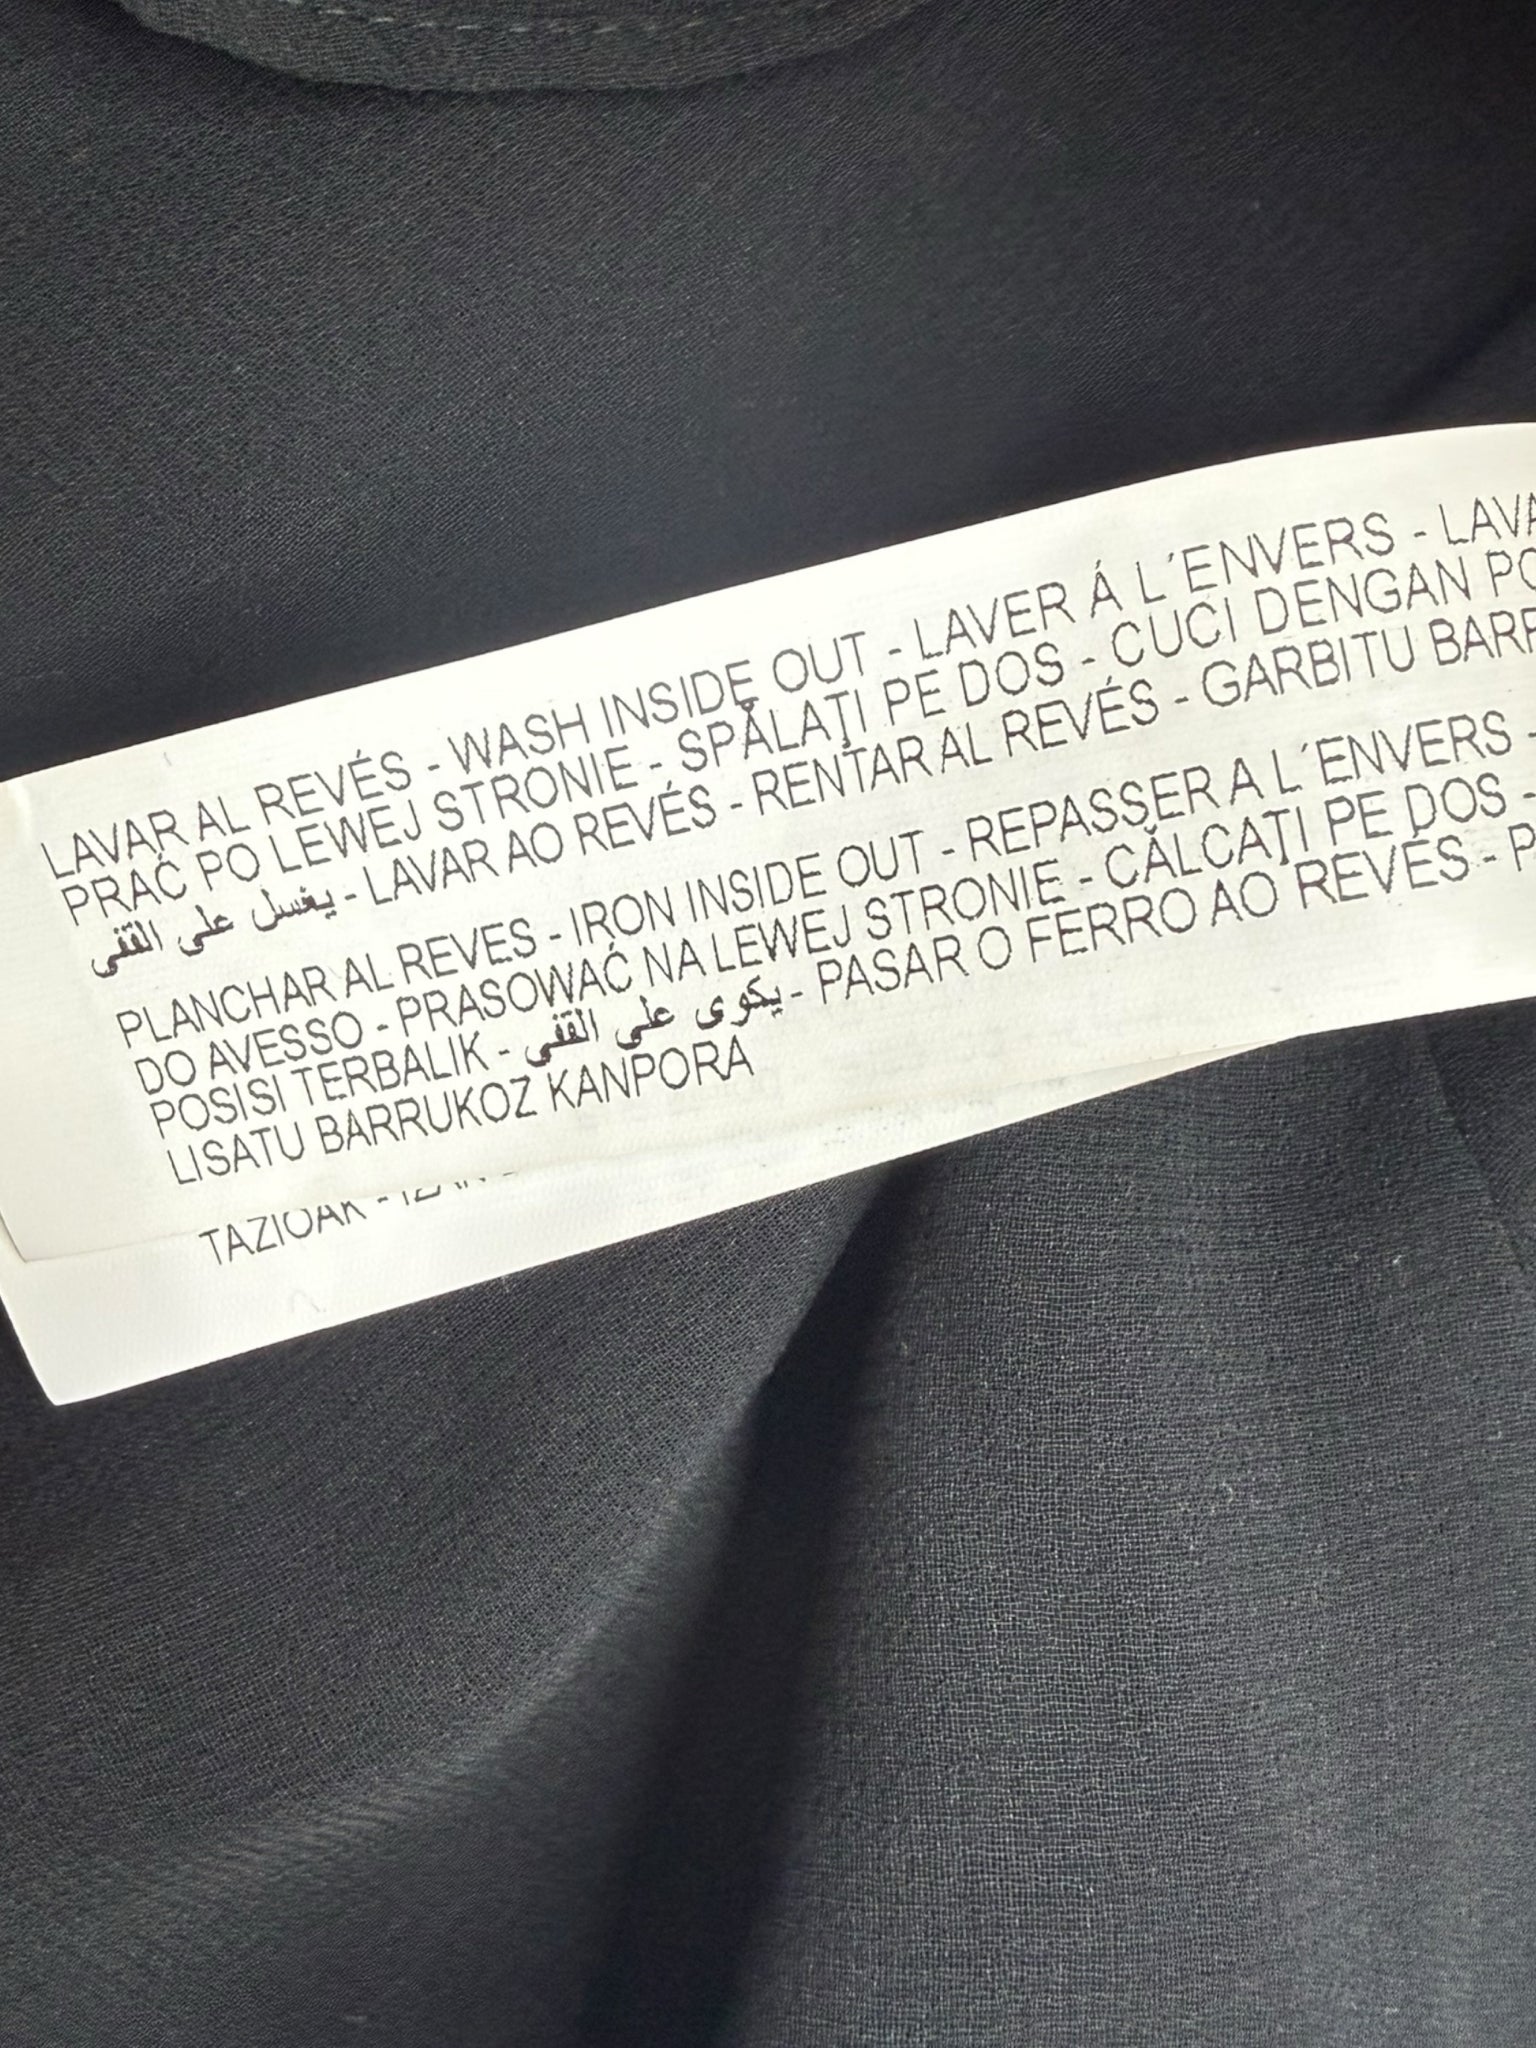 LAVAR AL REVÉS - WASH INSIDE OUT - LAVER Á L´ENVERS -
PRAĆ PO LEWEJ STRONIE - SPĂLAȚI PE DOS - CUCI DENGAN
يغسل على القفى - LAVAR AO REVÉS - RENTAR AL REVÉS - GARBITU
PLANCHAR AL REVES - IRON INSIDE OUT - REPASSER A L´ENVERS -
DO AVESSO - PRASOWAĆ NA LEWEJ STRONIE - CĂLCAȚI PE DOS -
POSISI TERBALIK - يكوى على القفى - PASAR O FERRO AO REVÉS -
LISATU BARRUKOZ KANPORA
TAZIOAK -